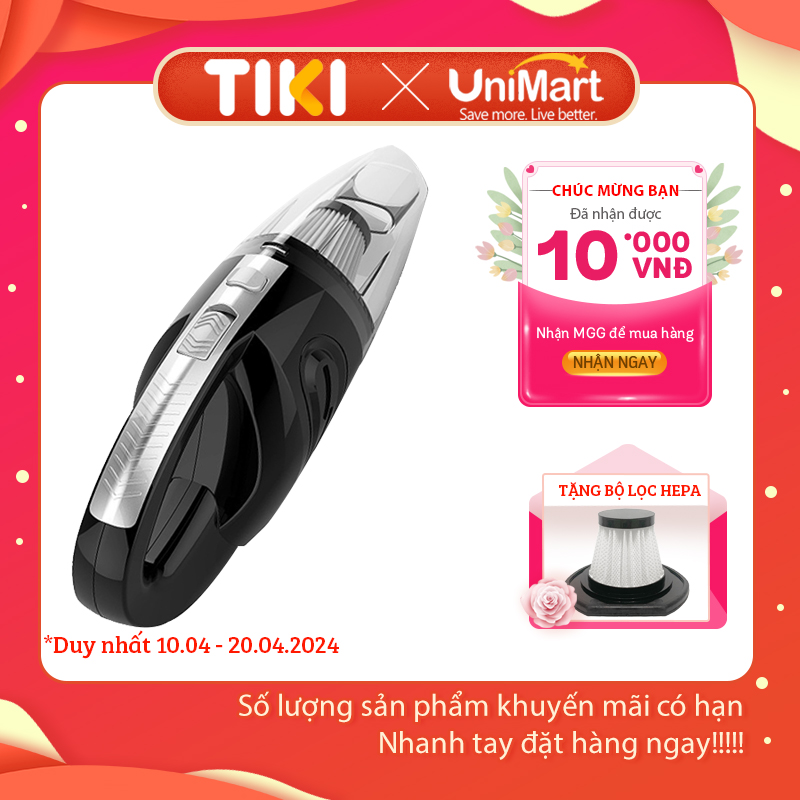 TIKI × UniMart
Save more. Live better.
CHÚC MỪNG BẠN
Đã nhận được
10.000
VNĐ
Nhận MGG để mua hàng
NHẬN NGAY
TẶNG BỘ LỌC HEPA
*Duy nhất 10.04 - 20.04.2024
Số lượng sản phẩm khuyến mãi có hạn
Nhanh tay đặt hàng ngay!!!!!